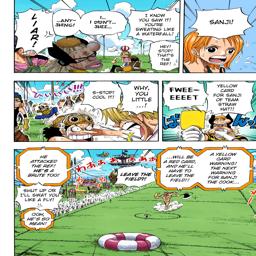 SANJI!
I KNOW
YOU SAW IT!
YOU'RE
SWEATING
LIKE A
WATERFALL!
HEY!
STOP!
THAT'S
THE REF!
I...
I DIDN'T...
SEE...
...ANY-
THING!
LIAR!
YELLOW
CARD
FOR SANJI
OF TEAM
STRAW
HAT!
FWEE-
EEEET
WHY,
YOU
LITTLE
...!
S-STOP!
COOL IT!
A YELLOW
CARD
WARNING!
THE NEXT
WARNING
FOR SANJI
THE COOK...
...WILL BE
A RED CARD,
AND HE'LL
HAVE TO
LEAVE THE
FIELD!!
LEAVE THE
FIELD?!
HE
ATTACKED
THE REF!
HE'S A
BRUTE TOO!
SHUT UP OR
I'LL SWAT YOU
LIKE A FLY!
OOH,
HE'S SO
MEAN!